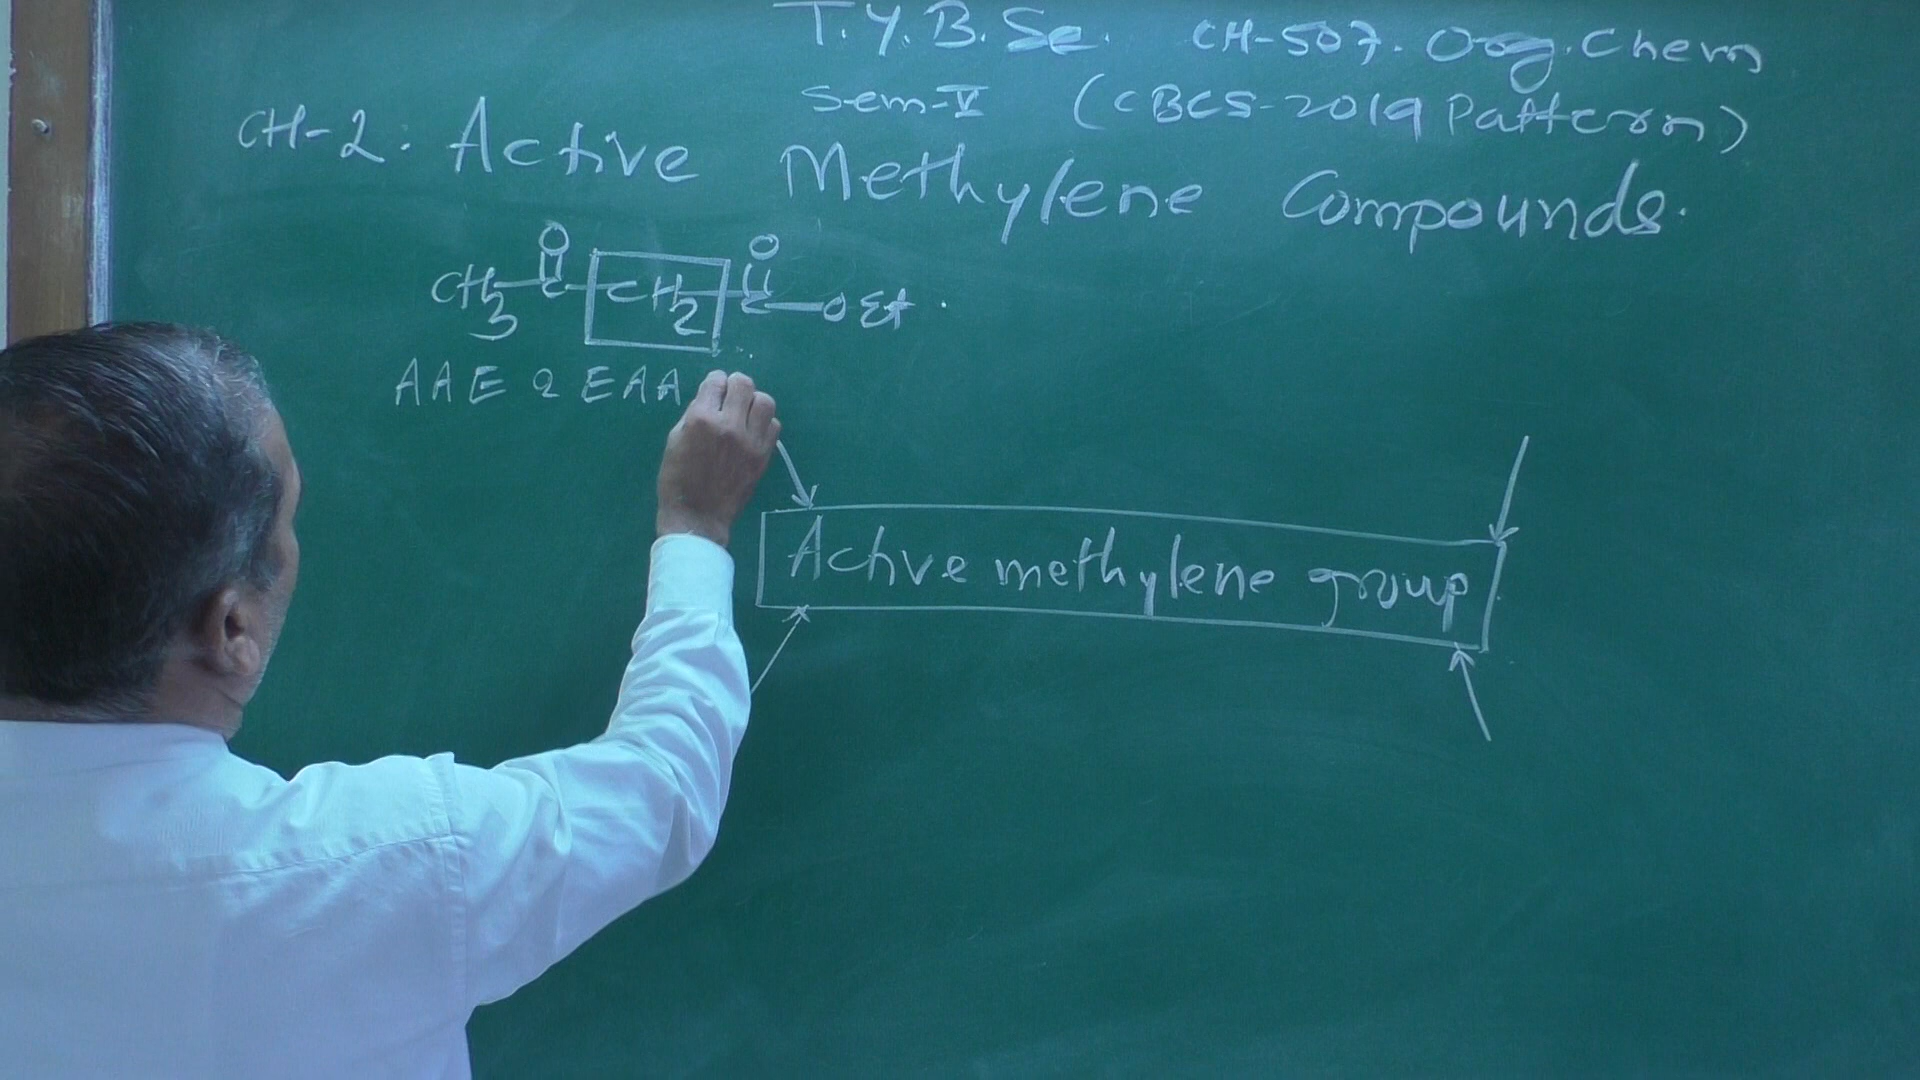 T.Y.B.Sc. CH-507. Org. Chem
Sem-V (CBCS-2019 Pattern)
CH-2. Active Methylene Compounds.
O O
CH3-C-CH2-C-OEt.
AAE & EAA
Active methylene group